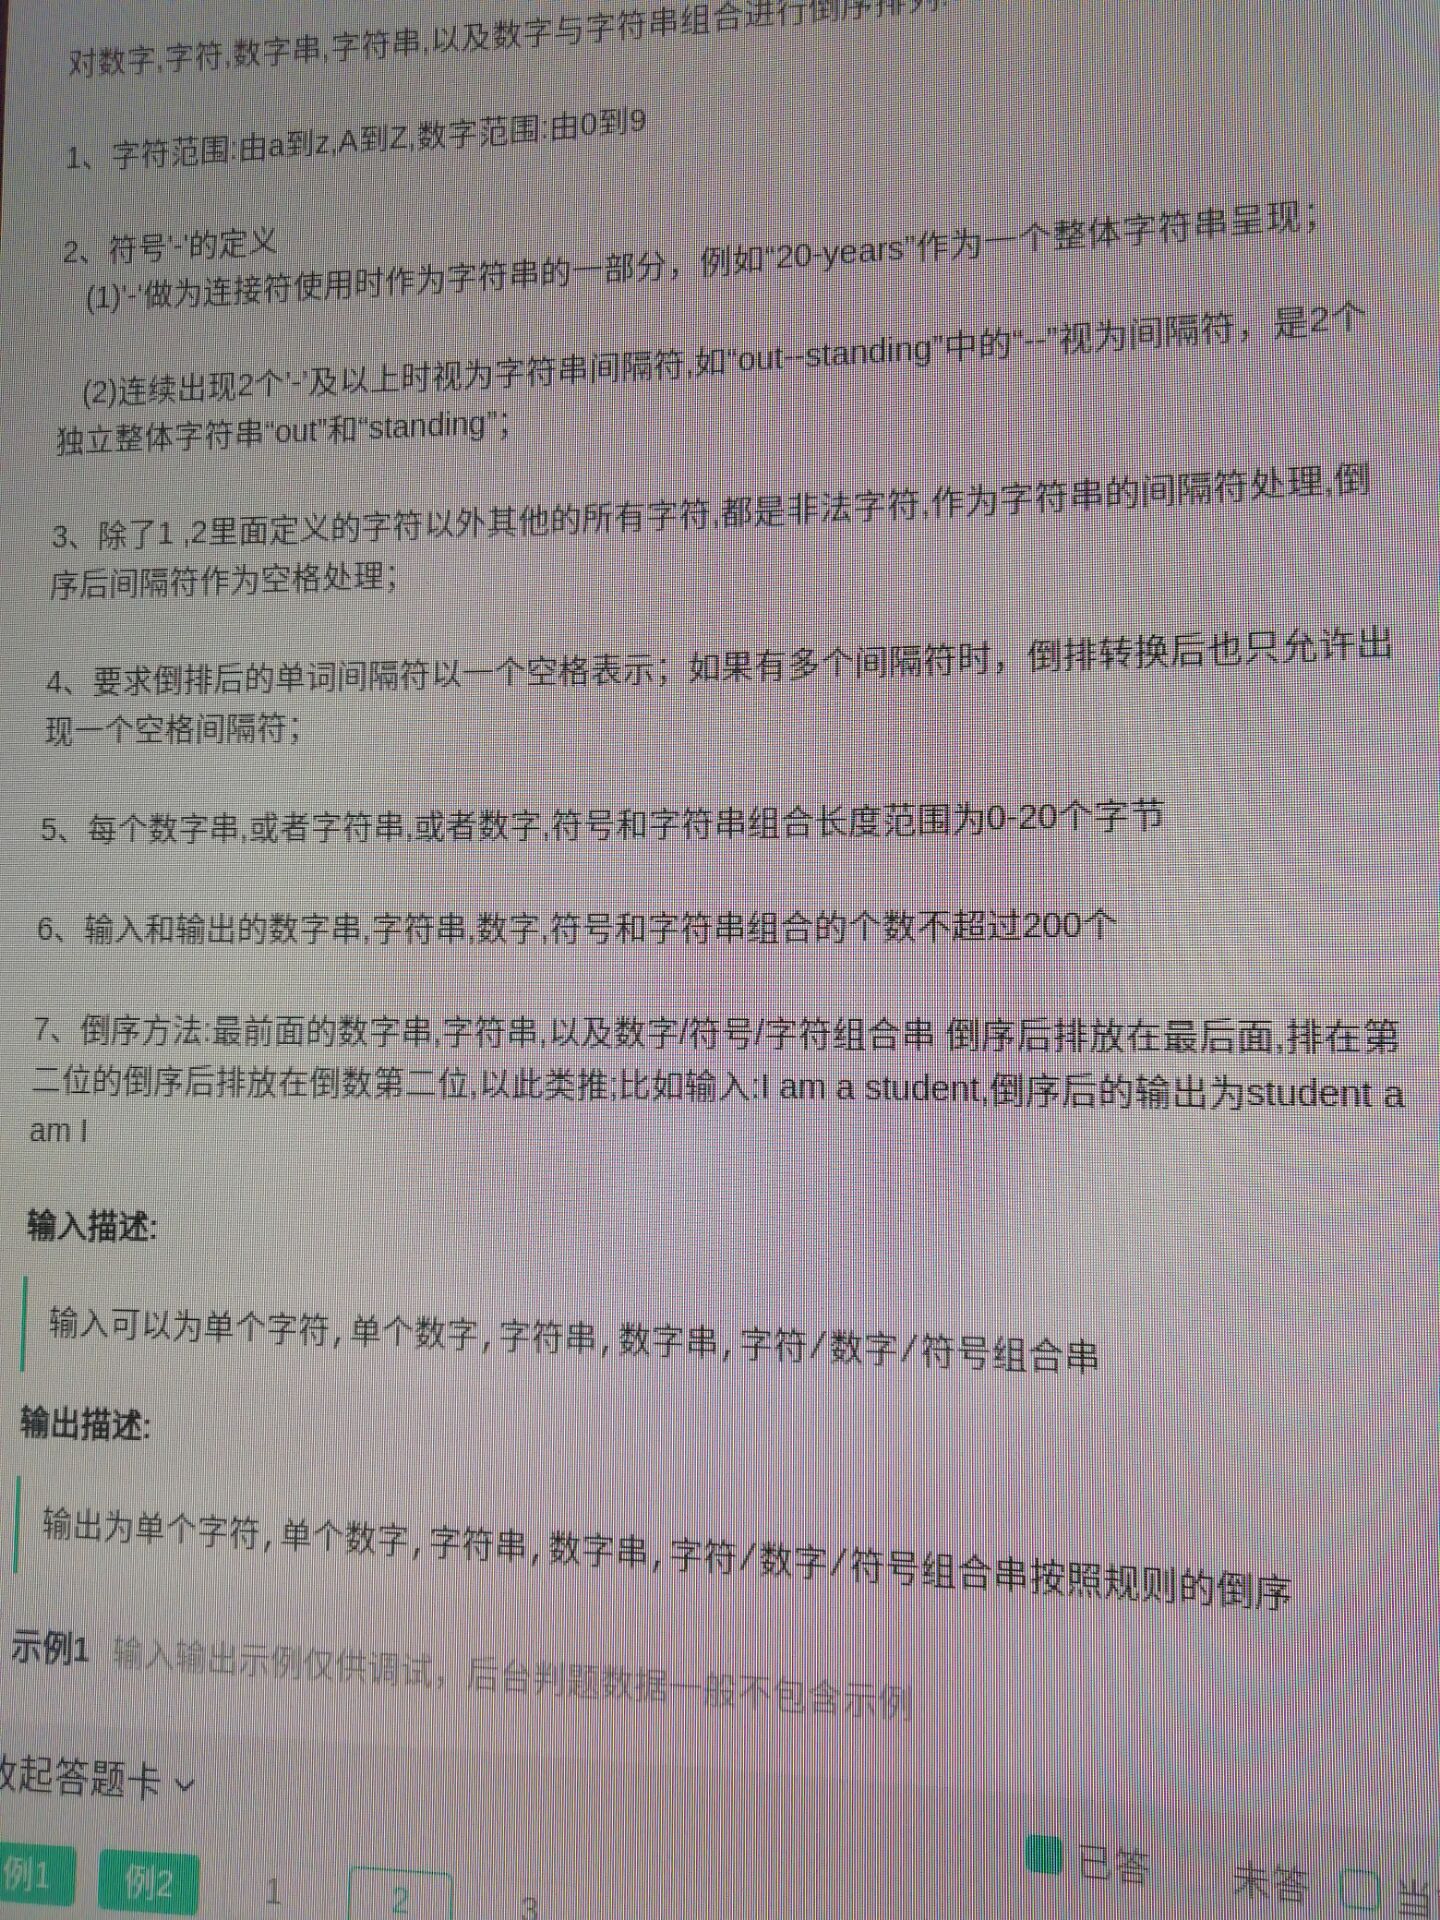 对数字,字符,数字串,字符串,以及数字与字符串组合进行倒序排列.
1、字符范围:由a到z,A到Z,数字范围:由0到9
2、符号'-'的定义
(1)'-'做为连接符使用时作为字符串的一部分，例如“20-years”作为一个整体字符串呈现；
(2)连续出现2个'-'及以上时视为字符串间隔符,如“out--standing”中的“--”视为间隔符，是2个
独立整体字符串“out”和“standing”；
3、除了1 ,2里面定义的字符以外其他的所有字符,都是非法字符,作为字符串的间隔符处理,倒
序后间隔符作为空格处理；
4、要求倒排后的单词间隔符以一个空格表示；如果有多个间隔符时，倒排转换后也只允许出
现一个空格间隔符；
5、每个数字串,或者字符串,或者数字,符号和字符串组合长度范围为0-20个字节
6、输入和输出的数字串,字符串,数字,符号和字符串组合的个数不超过200个
7、倒序方法:最前面的数字串,字符串,以及数字/符号/字符组合串 倒序后排放在最后面,排在第
二位的倒序后排放在倒数第二位,以此类推;比如输入:I am a student,倒序后的输出为student a
am I
输入描述:
输入可以为单个字符,单个数字,字符串,数字串,字符/数字/符号组合串
输出描述:
输出为单个字符,单个数字,字符串,数字串,字符/数字/符号组合串按照规则的倒序
示例1 输入输出示例仅供调试，后台判题数据一般不包含示例
收起答题卡
已答 未答 当
例1 例2 1 2 3